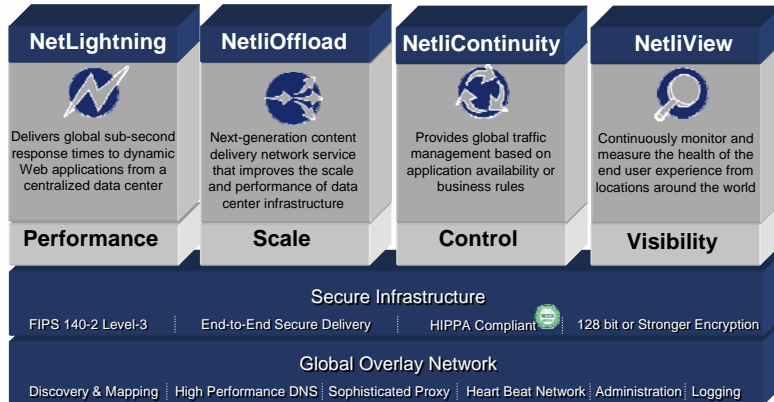 NetLightning
Delivers global sub-second
response times to dynamic
Web applications from a
centralized data center
Performance
NetliOffload
Next-generation content
delivery network service
that improves the scale
and performance of data
center infrastructure
Scale
NetliContinuity
Provides global traffic
management based on
application availability or
business rules
Control
NetliView
Continuously monitor and
measure the health of the
end user experience from
locations around the world
Visibility
Secure Infrastructure
FIPS 140-2 Level-3
End-to-End Secure Delivery
HIPPA Compliant
128 bit or Stronger Encryption
Global Overlay Network
Discovery & Mapping
High Performance DNS
Sophisticated Proxy
Heart Beat Network
Administration
Logging